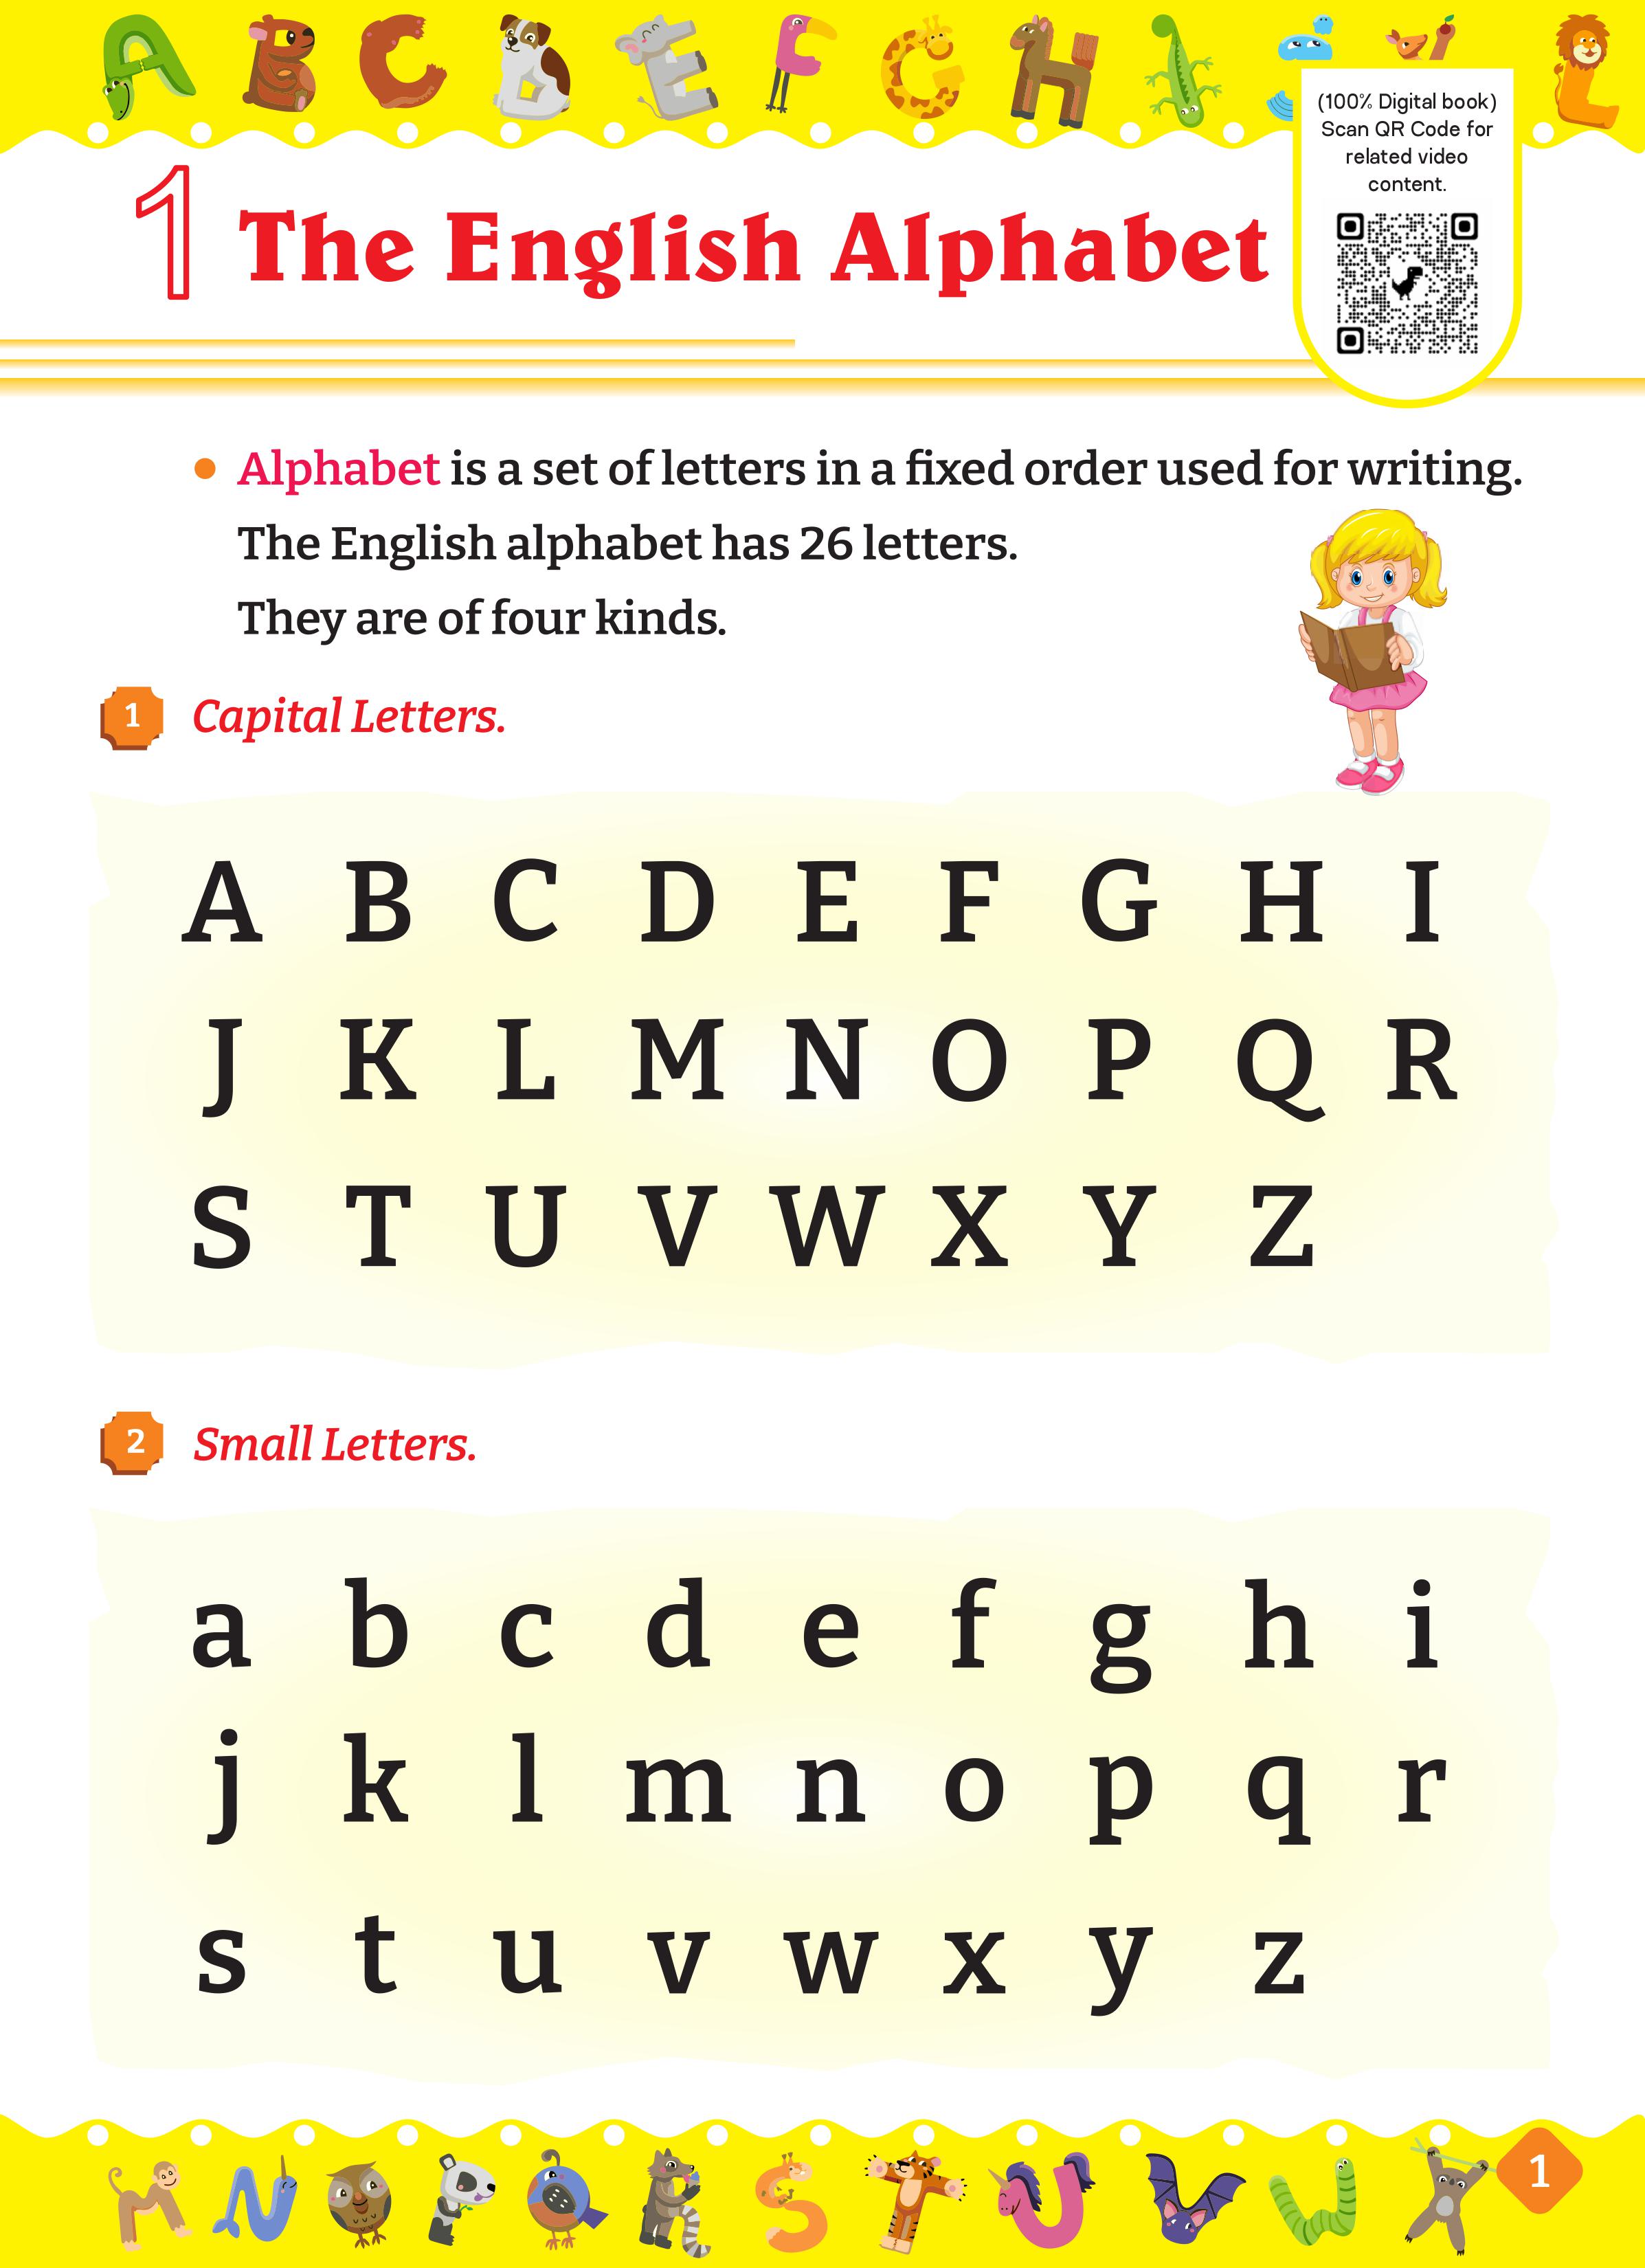 (100% Digital book)
Scan QR Code for
related video
content.
1 The English Alphabet
• Alphabet is a set of letters in a fixed order used for writing.
The English alphabet has 26 letters.
They are of four kinds.
1 Capital Letters.
A B C D E F G H I
J K L M N O P Q R
S T U V W X Y Z
2 Small Letters.
a b c d e f g h i
j k l m n o p q r
s t u v w x y z
1